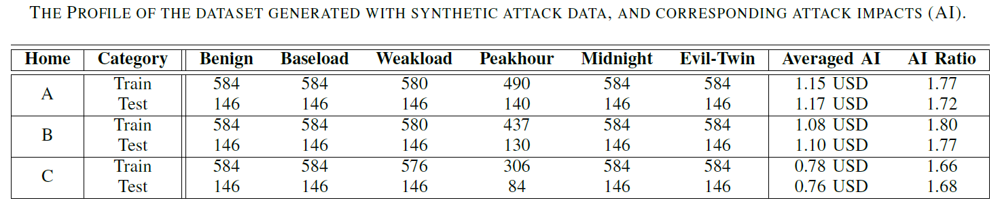 THE PROFILE OF THE DATASET GENERATED WITH SYNTHETIC ATTACK DATA, AND CORRESPONDING ATTACK IMPACTS (AI).
Home Category Benign Baseload Weakload Peakhour Midnight Evil-Twin Averaged AI AI Ratio
A Train 584 584 580 490 584 584 1.15 USD 1.77
Test 146 146 146 140 146 146 1.17 USD 1.72
B Train 584 584 580 437 584 584 1.08 USD 1.80
Test 146 146 146 130 146 146 1.10 USD 1.77
C Train 584 584 576 306 584 584 0.78 USD 1.66
Test 146 146 146 84 146 146 0.76 USD 1.68